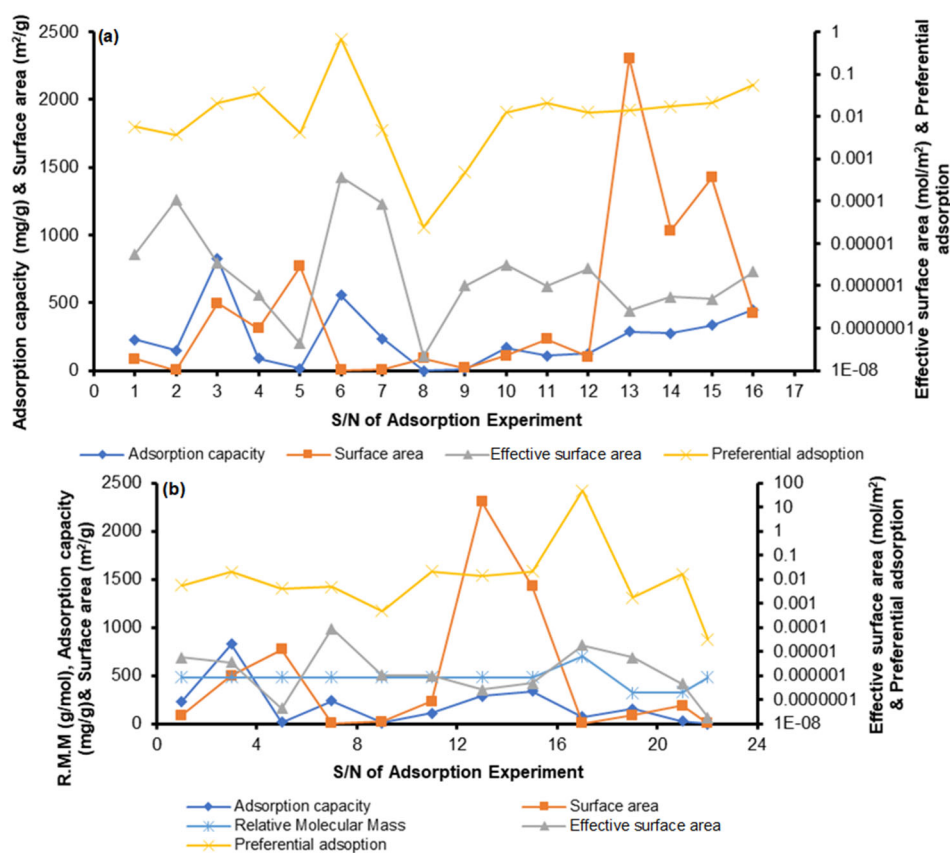 (a)
Adsorption capacity (mg/g) & Surface area (m²/g)
2500
2000
1500
1000
500
0
1
0.1
0.01
0.001
0.0001
0.00001
0.000001
0.0000001
1E-08
Effective surface area (mol/m²) & Preferential
adsorption
0 1 2 3 4 5 6 7 8 9 10 11 12 13 14 15 16 17
S/N of Adsorption Experiment
Adsorption capacity Surface area Effective surface area Preferential adsoption
(b)
R.M.M (g/mol), Adsorption capacity
(mg/g)& Surface area (m²/g)
2500
2000
1500
1000
500
0
100
10
1
0.1
0.01
0.001
0.0001
0.00001
0.000001
0.0000001
1E-08
Effective surface area (mol/m²)
& Preferential adsorption
0 4 8 12 16 20 24
S/N of Adsorption Experiment
Adsorption capacity Surface area
Relative Molecular Mass Effective surface area
Preferential adsoption